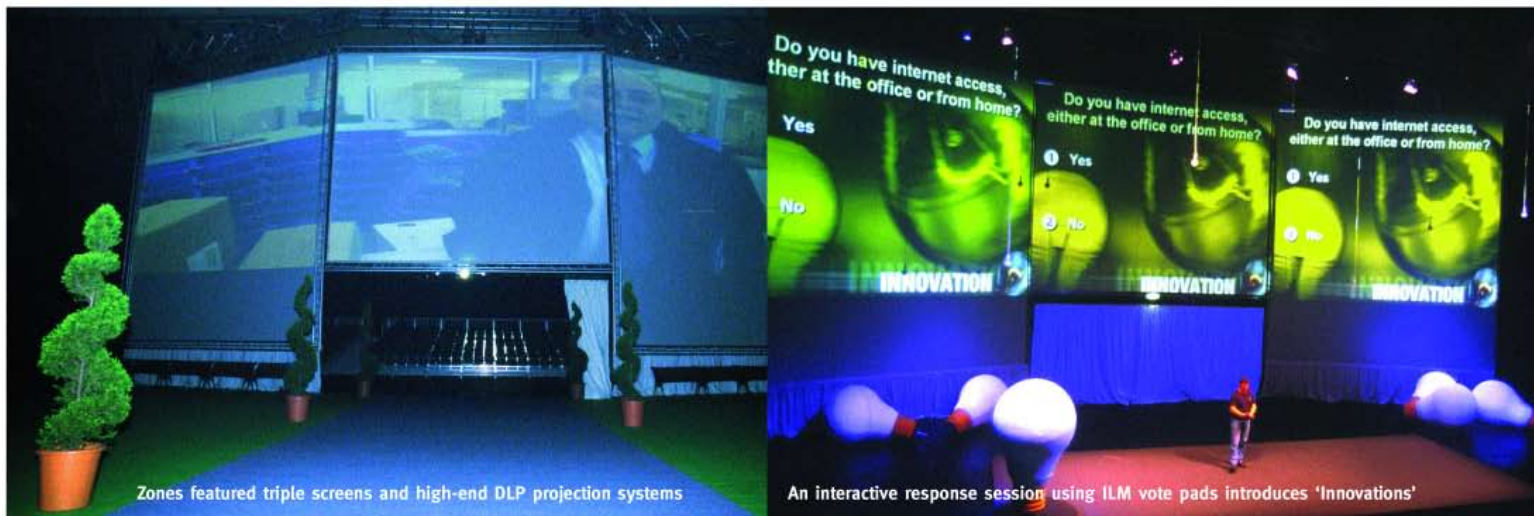 Do you have internet access,
ther at the office or from home?
Yes
No
INNOVATION
Do you have internet access,
either at the office or from home?
1 Yes
2 No
INNOVATION
Do you have internet access,
either at the office or from home?
1 Yes
2 No
INNOVATION
Zones featured triple screens and high-end DLP projection systems
An interactive response session using ILM vote pads introduces ‘Innovations’